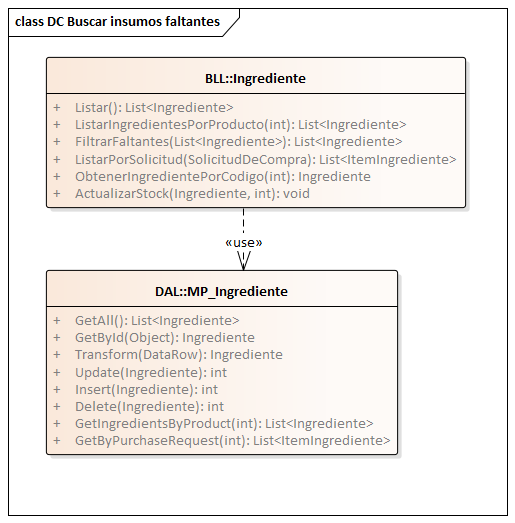 class DC Buscar insumos faltantes
BLL::Ingrediente
+ Listar(): List<Ingrediente>
+ ListarIngredientesPorProducto(int): List<Ingrediente>
+ FiltrarFaltantes(List<Ingrediente>): List<Ingrediente>
+ ListarPorSolicitud(SolicitudDeCompra): List<ItemIngrediente>
+ ObtenerIngredientePorCodigo(int): Ingrediente
+ ActualizarStock(Ingrediente, int): void
«use»
DAL::MP_Ingrediente
+ GetAll(): List<Ingrediente>
+ GetById(Object): Ingrediente
+ Transform(DataRow): Ingrediente
+ Update(Ingrediente): int
+ Insert(Ingrediente): int
+ Delete(Ingrediente): int
+ GetIngredientsByProduct(int): List<Ingrediente>
+ GetByPurchaseRequest(int): List<ItemIngrediente>